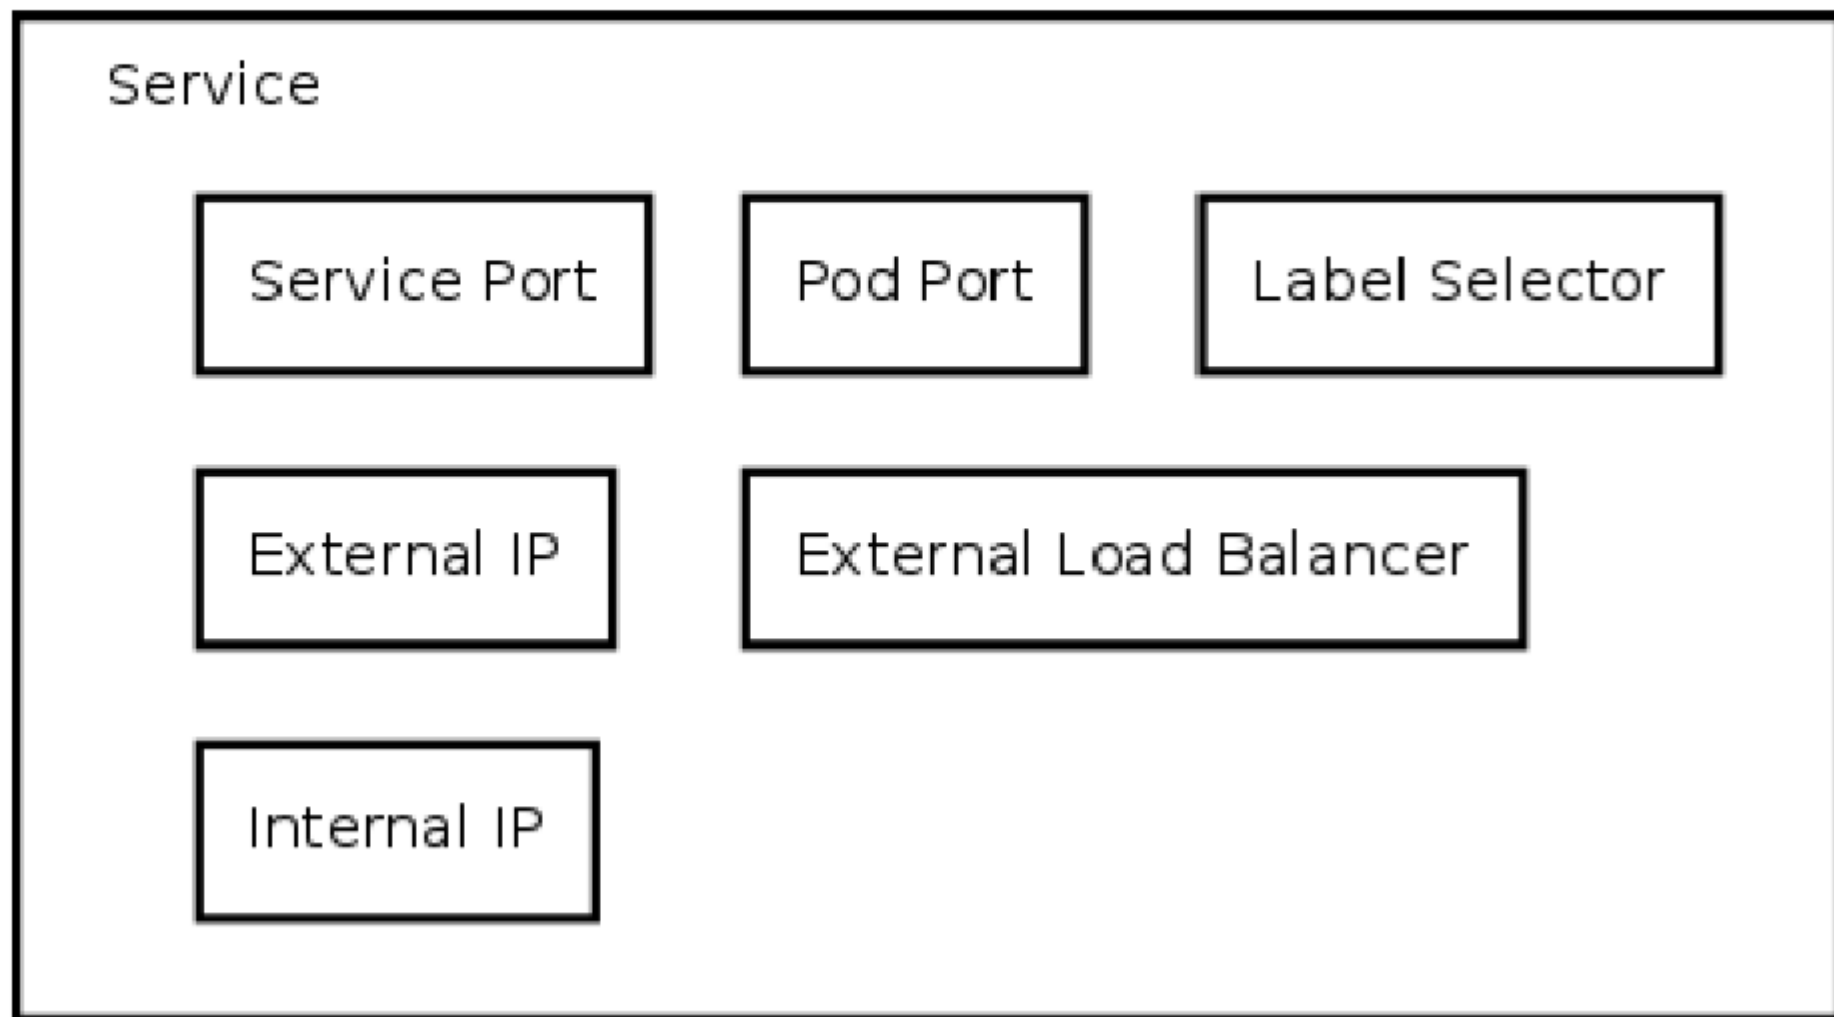 Service
Service Port
Pod Port
Label Selector
External IP
External Load Balancer
Internal IP